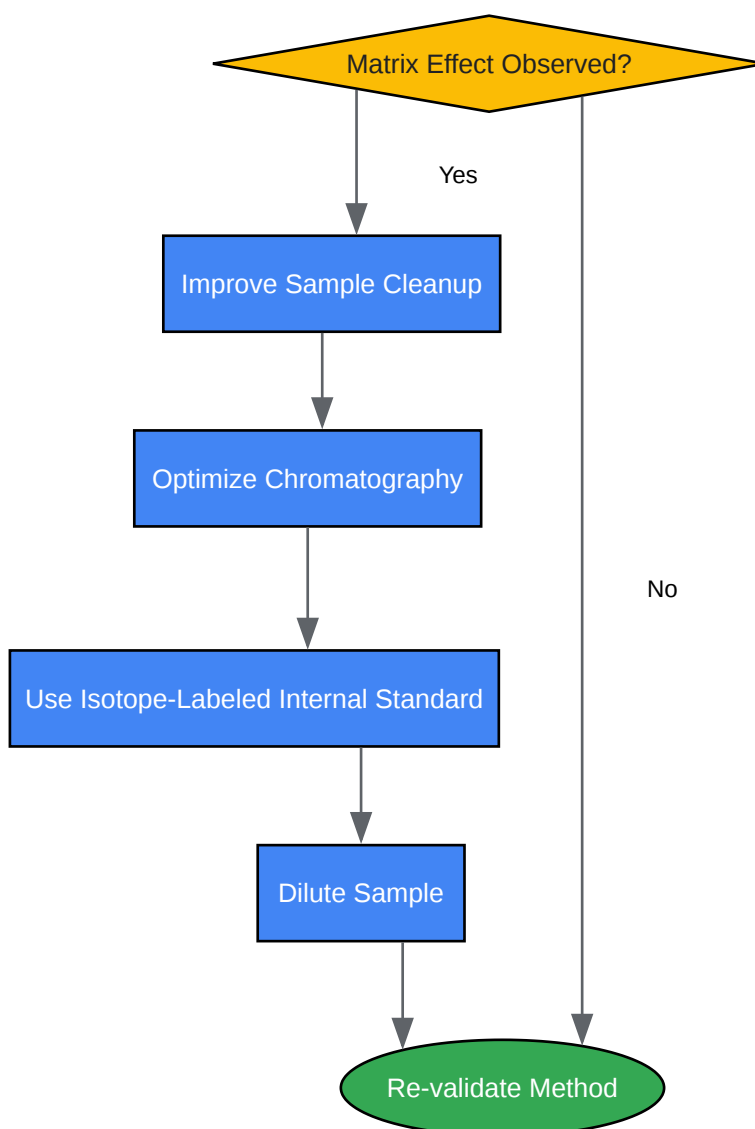 Matrix Effect Observed?
Yes
Improve Sample Cleanup
Optimize Chromatography
No
Use Isotope-Labeled Internal Standard
Dilute Sample
Re-validate Method